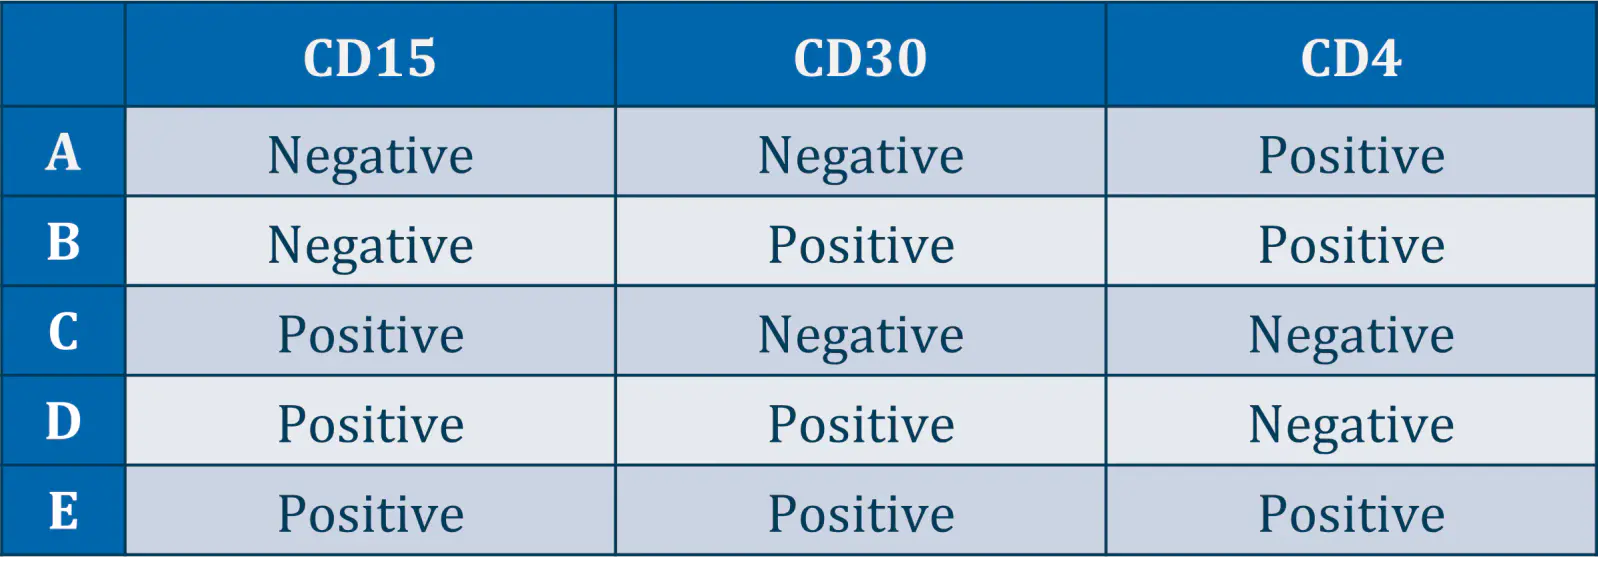 CD15 CD30 CD4
A Negative Negative Positive
B Negative Positive Positive
C Positive Negative Negative
D Positive Positive Negative
E Positive Positive Positive